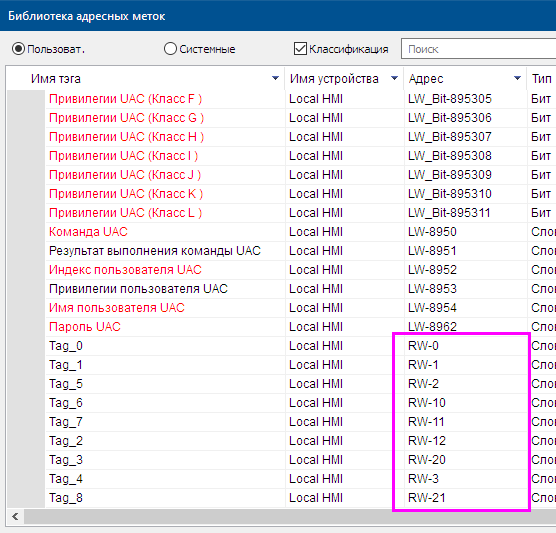 Библиотека адресных меток
Пользоват. Системные Классификация Поиск
Имя тэга Имя устройства Адрес Тип
Привилегии UAC (Класс F ) Local HMI LW_Bit-895305 Бит
Привилегии UAC (Класс G ) Local HMI LW_Bit-895306 Бит
Привилегии UAC (Класс H ) Local HMI LW_Bit-895307 Бит
Привилегии UAC (Класс I ) Local HMI LW_Bit-895308 Бит
Привилегии UAC (Класс J ) Local HMI LW_Bit-895309 Бит
Привилегии UAC (Класс K ) Local HMI LW_Bit-895310 Бит
Привилегии UAC (Класс L ) Local HMI LW_Bit-895311 Бит
Команда UAC Local HMI LW-8950 Сло
Результат выполнения команды UAC Local HMI LW-8951 Сло
Индекс пользователя UAC Local HMI LW-8952 Сло
Привилегии пользователя UAC Local HMI LW-8953 Сло
Имя пользователя UAC Local HMI LW-8954 Сло
Пароль UAC Local HMI LW-8962 Сло
Tag_0 Local HMI RW-0 Сло
Tag_1 Local HMI RW-1 Сло
Tag_5 Local HMI RW-2 Сло
Tag_6 Local HMI RW-10 Сло
Tag_7 Local HMI RW-11 Сло
Tag_2 Local HMI RW-12 Сло
Tag_3 Local HMI RW-20 Сло
Tag_4 Local HMI RW-3 Сло
Tag_8 Local HMI RW-21 Сло